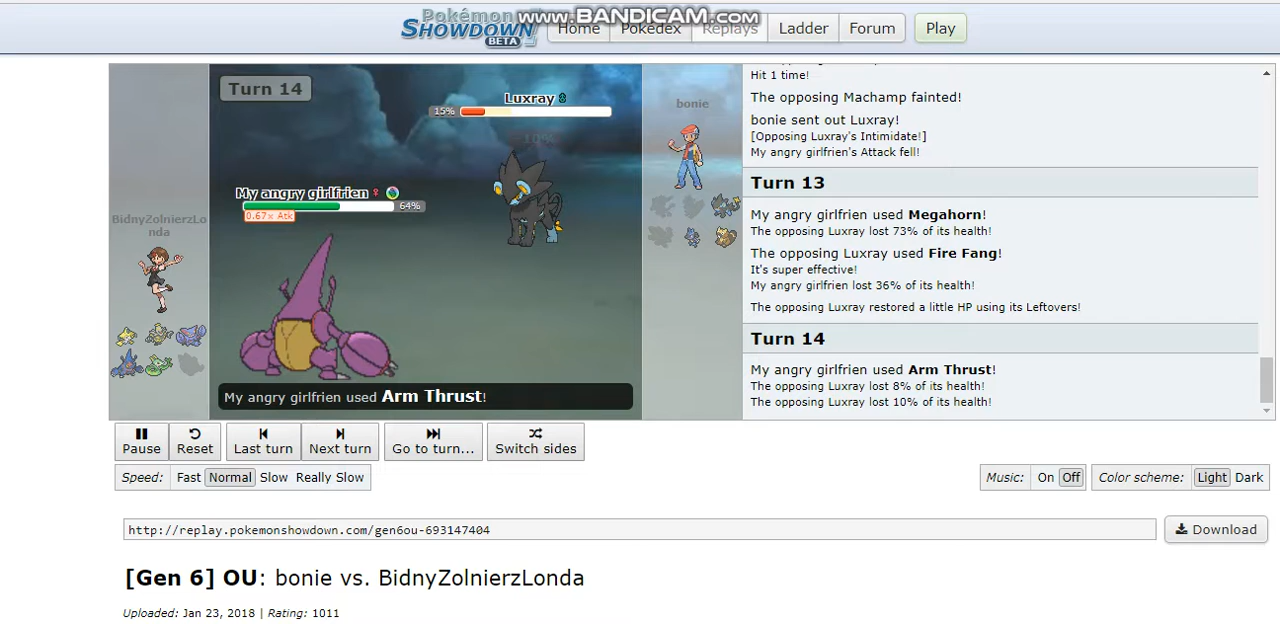 Pokémon
SHOWDOWN
BETA
www.BANDICAM.com
Home
Pokédex
Replays
Ladder
Forum
Play
Turn 14
Luxray
15%
10%
My angry girlfrien
64%
0.67× Atk
My angry girlfrien used Arm Thrust!
BidnyZolnierzLo
nda
bonie
Hit 1 time!
The opposing Machamp fainted!
bonie sent out Luxray!
[Opposing Luxray's Intimidate!]
My angry girlfrien's Attack fell!
Turn 13
My angry girlfrien used Megahorn!
The opposing Luxray lost 73% of its health!
The opposing Luxray used Fire Fang!
It's super effective!
My angry girlfrien lost 36% of its health!
The opposing Luxray restored a little HP using its Leftovers!
Turn 14
My angry girlfrien used Arm Thrust!
The opposing Luxray lost 8% of its health!
The opposing Luxray lost 10% of its health!
Pause
Reset
Last turn
Next turn
Go to turn...
Switch sides
Speed: Fast Normal Slow Really Slow
Music: On Off
Color scheme: Light Dark
http://replay.pokemonshowdown.com/gen6ou-693147404
Download
[Gen 6] OU: bonie vs. BidnyZolnierzLonda
Uploaded: Jan 23, 2018 | Rating: 1011